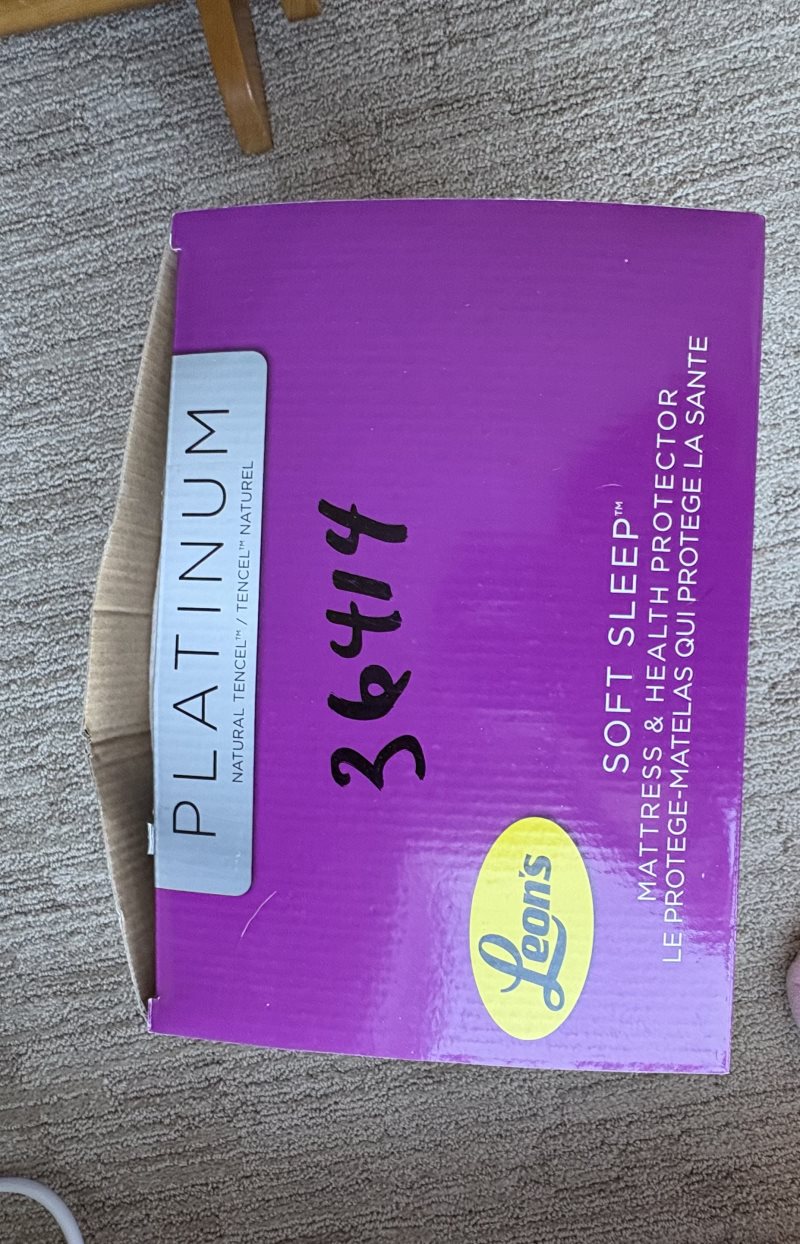 PLATINUM
NATURAL TENCEL™ / TENCEL™ NATUREL
36414
Leon's
SOFT SLEEP™
MATTRESS & HEALTH PROTECTOR
LE PROTEGE-MATELAS QUI PROTEGE LA SANTE